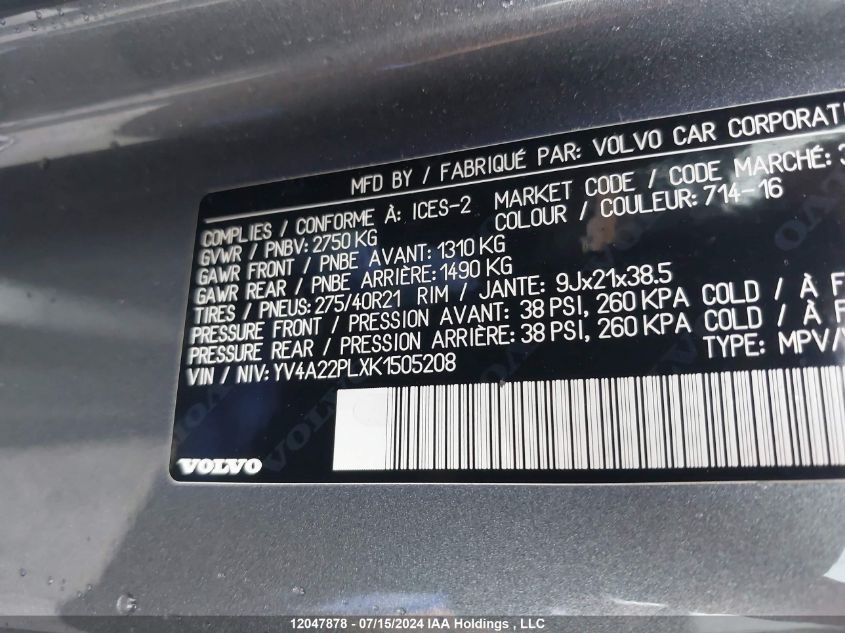 MFD BY / FABRIQUÉ PAR: VOLVO CAR
COMPLIES / CONFORME À: ICES-2 MARKET CODE / CODE MARCHÉ:
GVWR / PNBV: 2750 KG COLOUR / COULEUR: 714-16
GAWR FRONT / PNBE AVANT: 1310 KG
GAWR REAR / PNBE ARRIÈRE: 1490 KG
TIRES / PNEUS: 275/40R21 RIM / JANTE: 9Jx21x38.5
PRESSURE FRONT / PRESSION AVANT: 38 PSI, 260 KPA COLD / À
PRESSURE REAR / PRESSION ARRIÈRE: 38 PSI, 260 KPA COLD / À
VIN / NIV: YV4A22PLXK1505208 TYPE: MPV/
VOLVO
12047878 - 07/15/2024 IAA Holdings , LLC